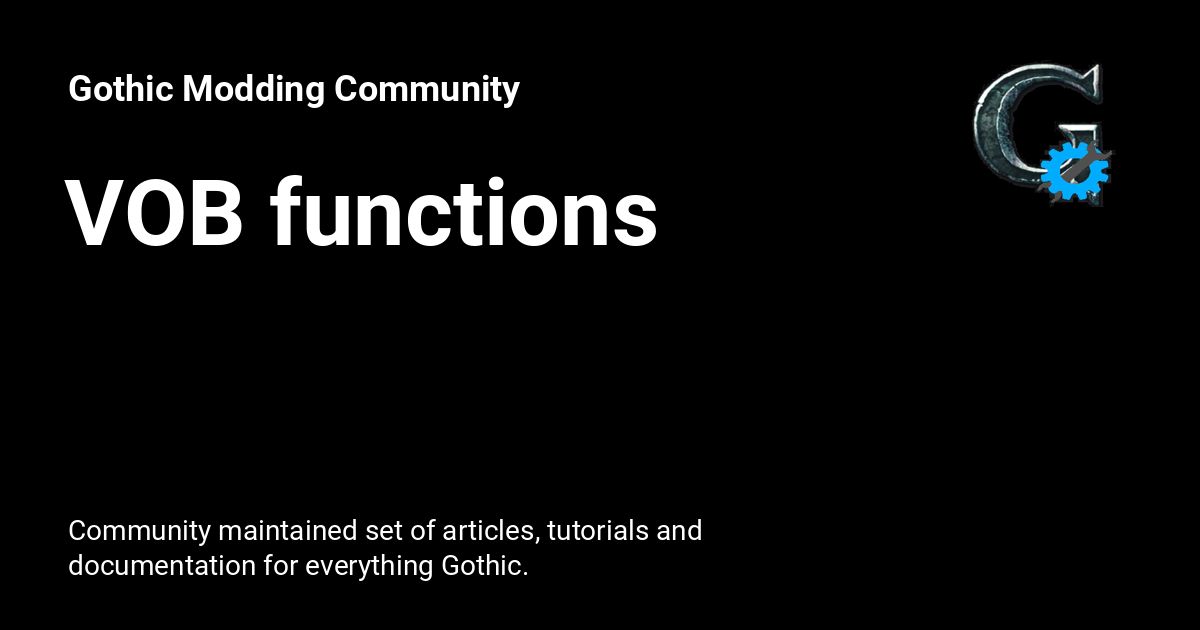 Gothic Modding Community
VOB functions
G
Community maintained set of articles, tutorials and
documentation for everything Gothic.